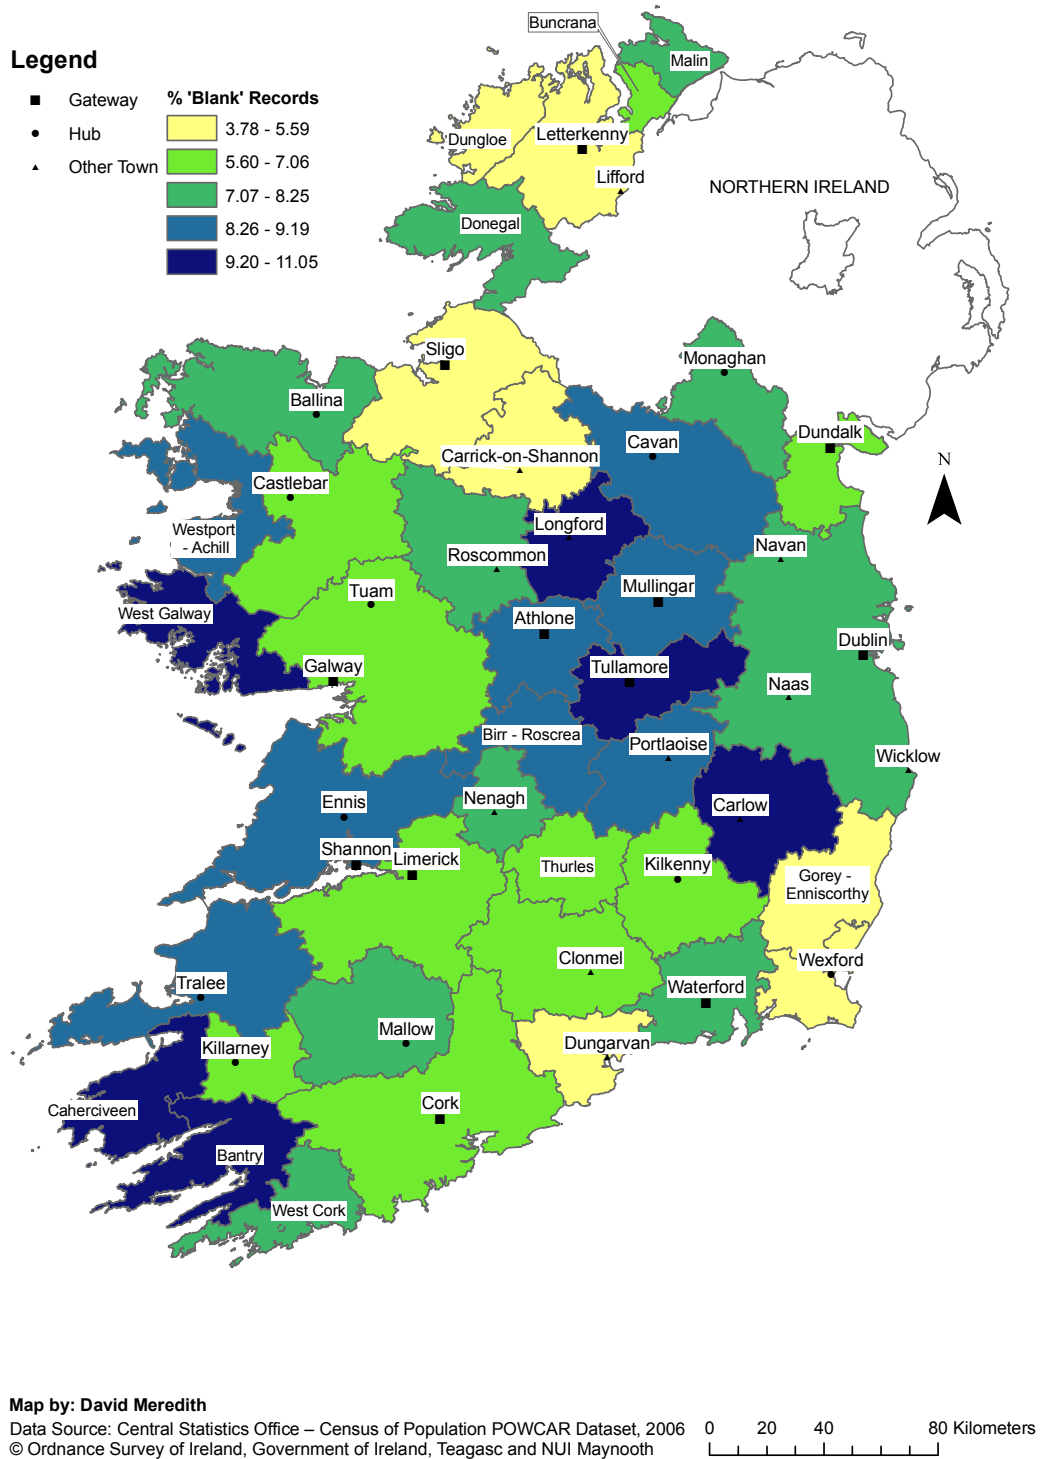 Buncrana
Malin
Legend
Gateway
Hub
Other Town
% 'Blank' Records
3.78 - 5.59
5.60 - 7.06
7.07 - 8.25
8.26 - 9.19
9.20 - 11.05
Dungloe
Letterkenny
Lifford
NORTHERN IRELAND
Donegal
Sligo
Monaghan
Ballina
Dundalk
Cavan
Carrick-on-Shannon
N
Castlebar
Longford
Westport
- Achill
Roscommon
Navan
Tuam
Mullingar
West Galway
Athlone
Dublin
Galway
Tullamore
Naas
Birr - Roscrea
Portlaoise
Wicklow
Ennis
Nenagh
Carlow
Shannon
Limerick
Thurles
Kilkenny
Gorey -
Enniscorthy
Clonmel
Wexford
Tralee
Waterford
Mallow
Killarney
Dungarvan
Caherciveen
Cork
Bantry
West Cork
Map by: David Meredith
Data Source: Central Statistics Office – Census of Population POWCAR Dataset, 2006
© Ordnance Survey of Ireland, Government of Ireland, Teagasc and NUI Maynooth
0 20 40 80 Kilometers